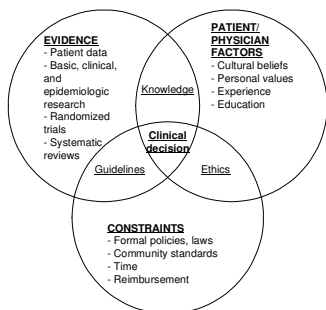 EVIDENCE
- Patient data
- Basic, clinical,
and
epidemiologic
research
- Randomized
trials
- Systematic
reviews
PATIENT/
PHYSICIAN
FACTORS
- Cultural beliefs
- Personal values
- Experience
- Education
Knowledge
Clinical
decision
Guidelines
Ethics
CONSTRAINTS
- Formal policies, laws
- Community standards
- Time
- Reimbursement